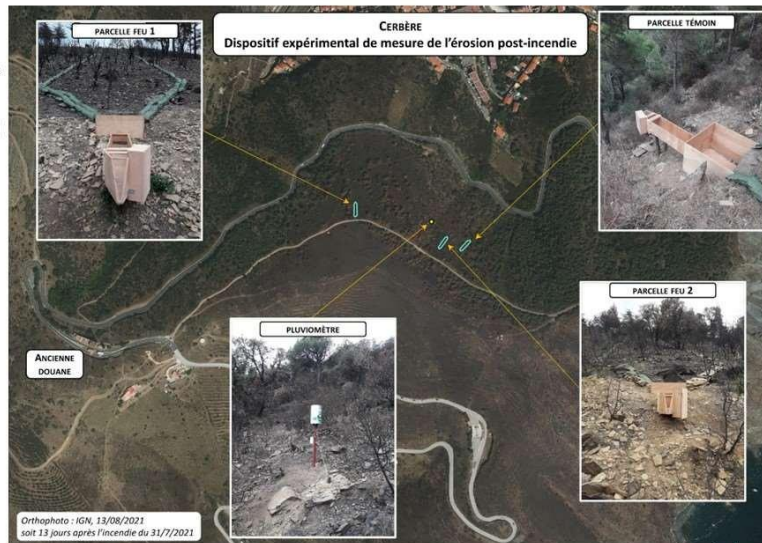 CERBÈRE
Dispositif expérimental de mesure de l'érosion post-incendie
PARCELLE FEU 1
PARCELLE TÉMOIN
PARCELLE FEU 2
PLUVIOMÈTRE
ANCIENNE
DOUANE
Orthophoto : IGN, 13/08/2021
soit 13 jours après l'incendie du 31/7/2021